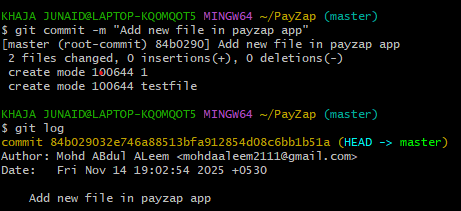 KHAJA JUNAID@LAPTOP-KQ0MQOT5 MINGW64 ~/PayZap (master)
$ git commit -m "Add new file in payzap app"
[master (root-commit) 84b0290] Add new file in payzap app
 2 files changed, 0 insertions(+), 0 deletions(-)
 create mode 100644 1
 create mode 100644 testfile

KHAJA JUNAID@LAPTOP-KQ0MQOT5 MINGW64 ~/PayZap (master)
$ git log
commit 84b029032e746a88513bfa912854d08c6bb1b51a (HEAD -> master)
Author: Mohd ABdul ALeem <mohdaaleem2111@gmail.com>
Date:   Fri Nov 14 19:02:54 2025 +0530

    Add new file in payzap app